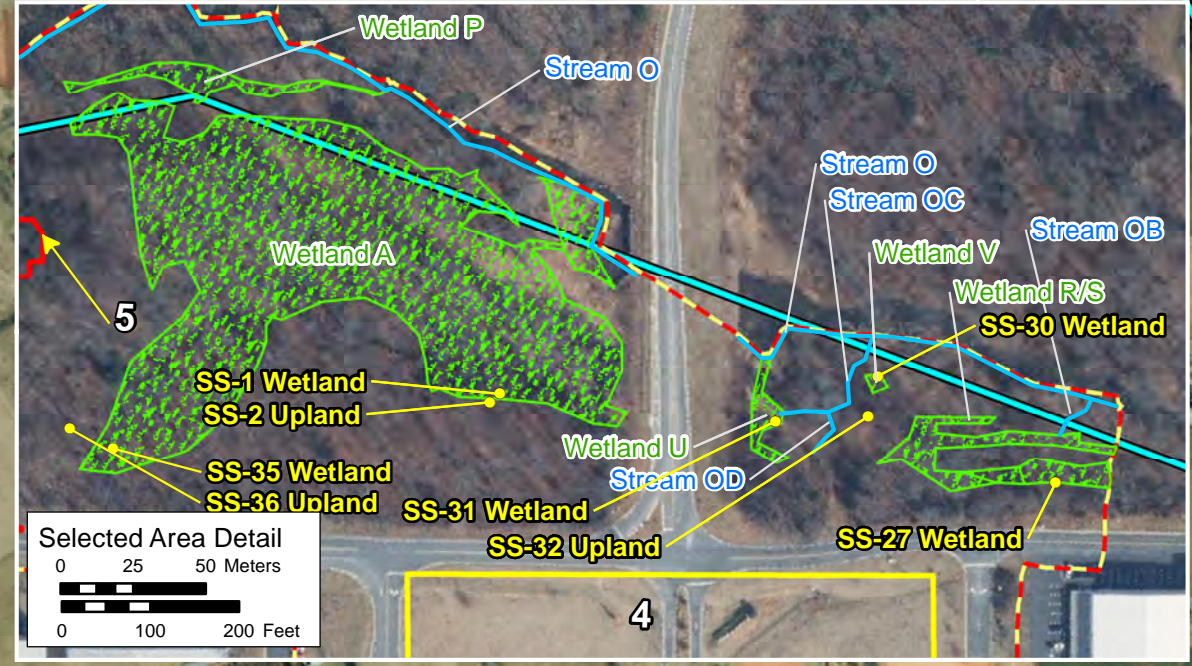 Wetland P
Stream O
Stream O
Stream OC
Stream OB
Wetland A
Wetland V
Wetland R/S
5
SS-30 Wetland
SS-1 Wetland
SS-2 Upland
Wetland U
SS-35 Wetland
Stream OD
SS-36 Upland
SS-31 Wetland
SS-32 Upland
SS-27 Wetland
Selected Area Detail
0 25 50 Meters
0 100 200 Feet
4